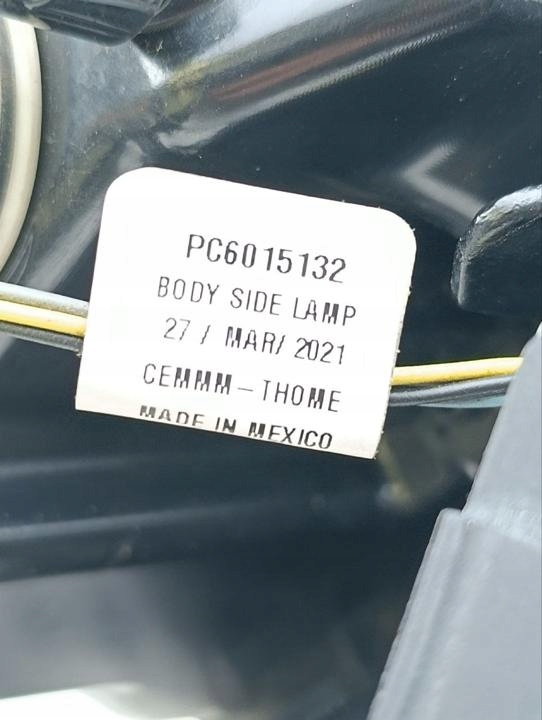 PC6015132
BODY SIDE LAMP
27 / MAR/ 2021
CEMMM-THOME
MADE IN MEXICO